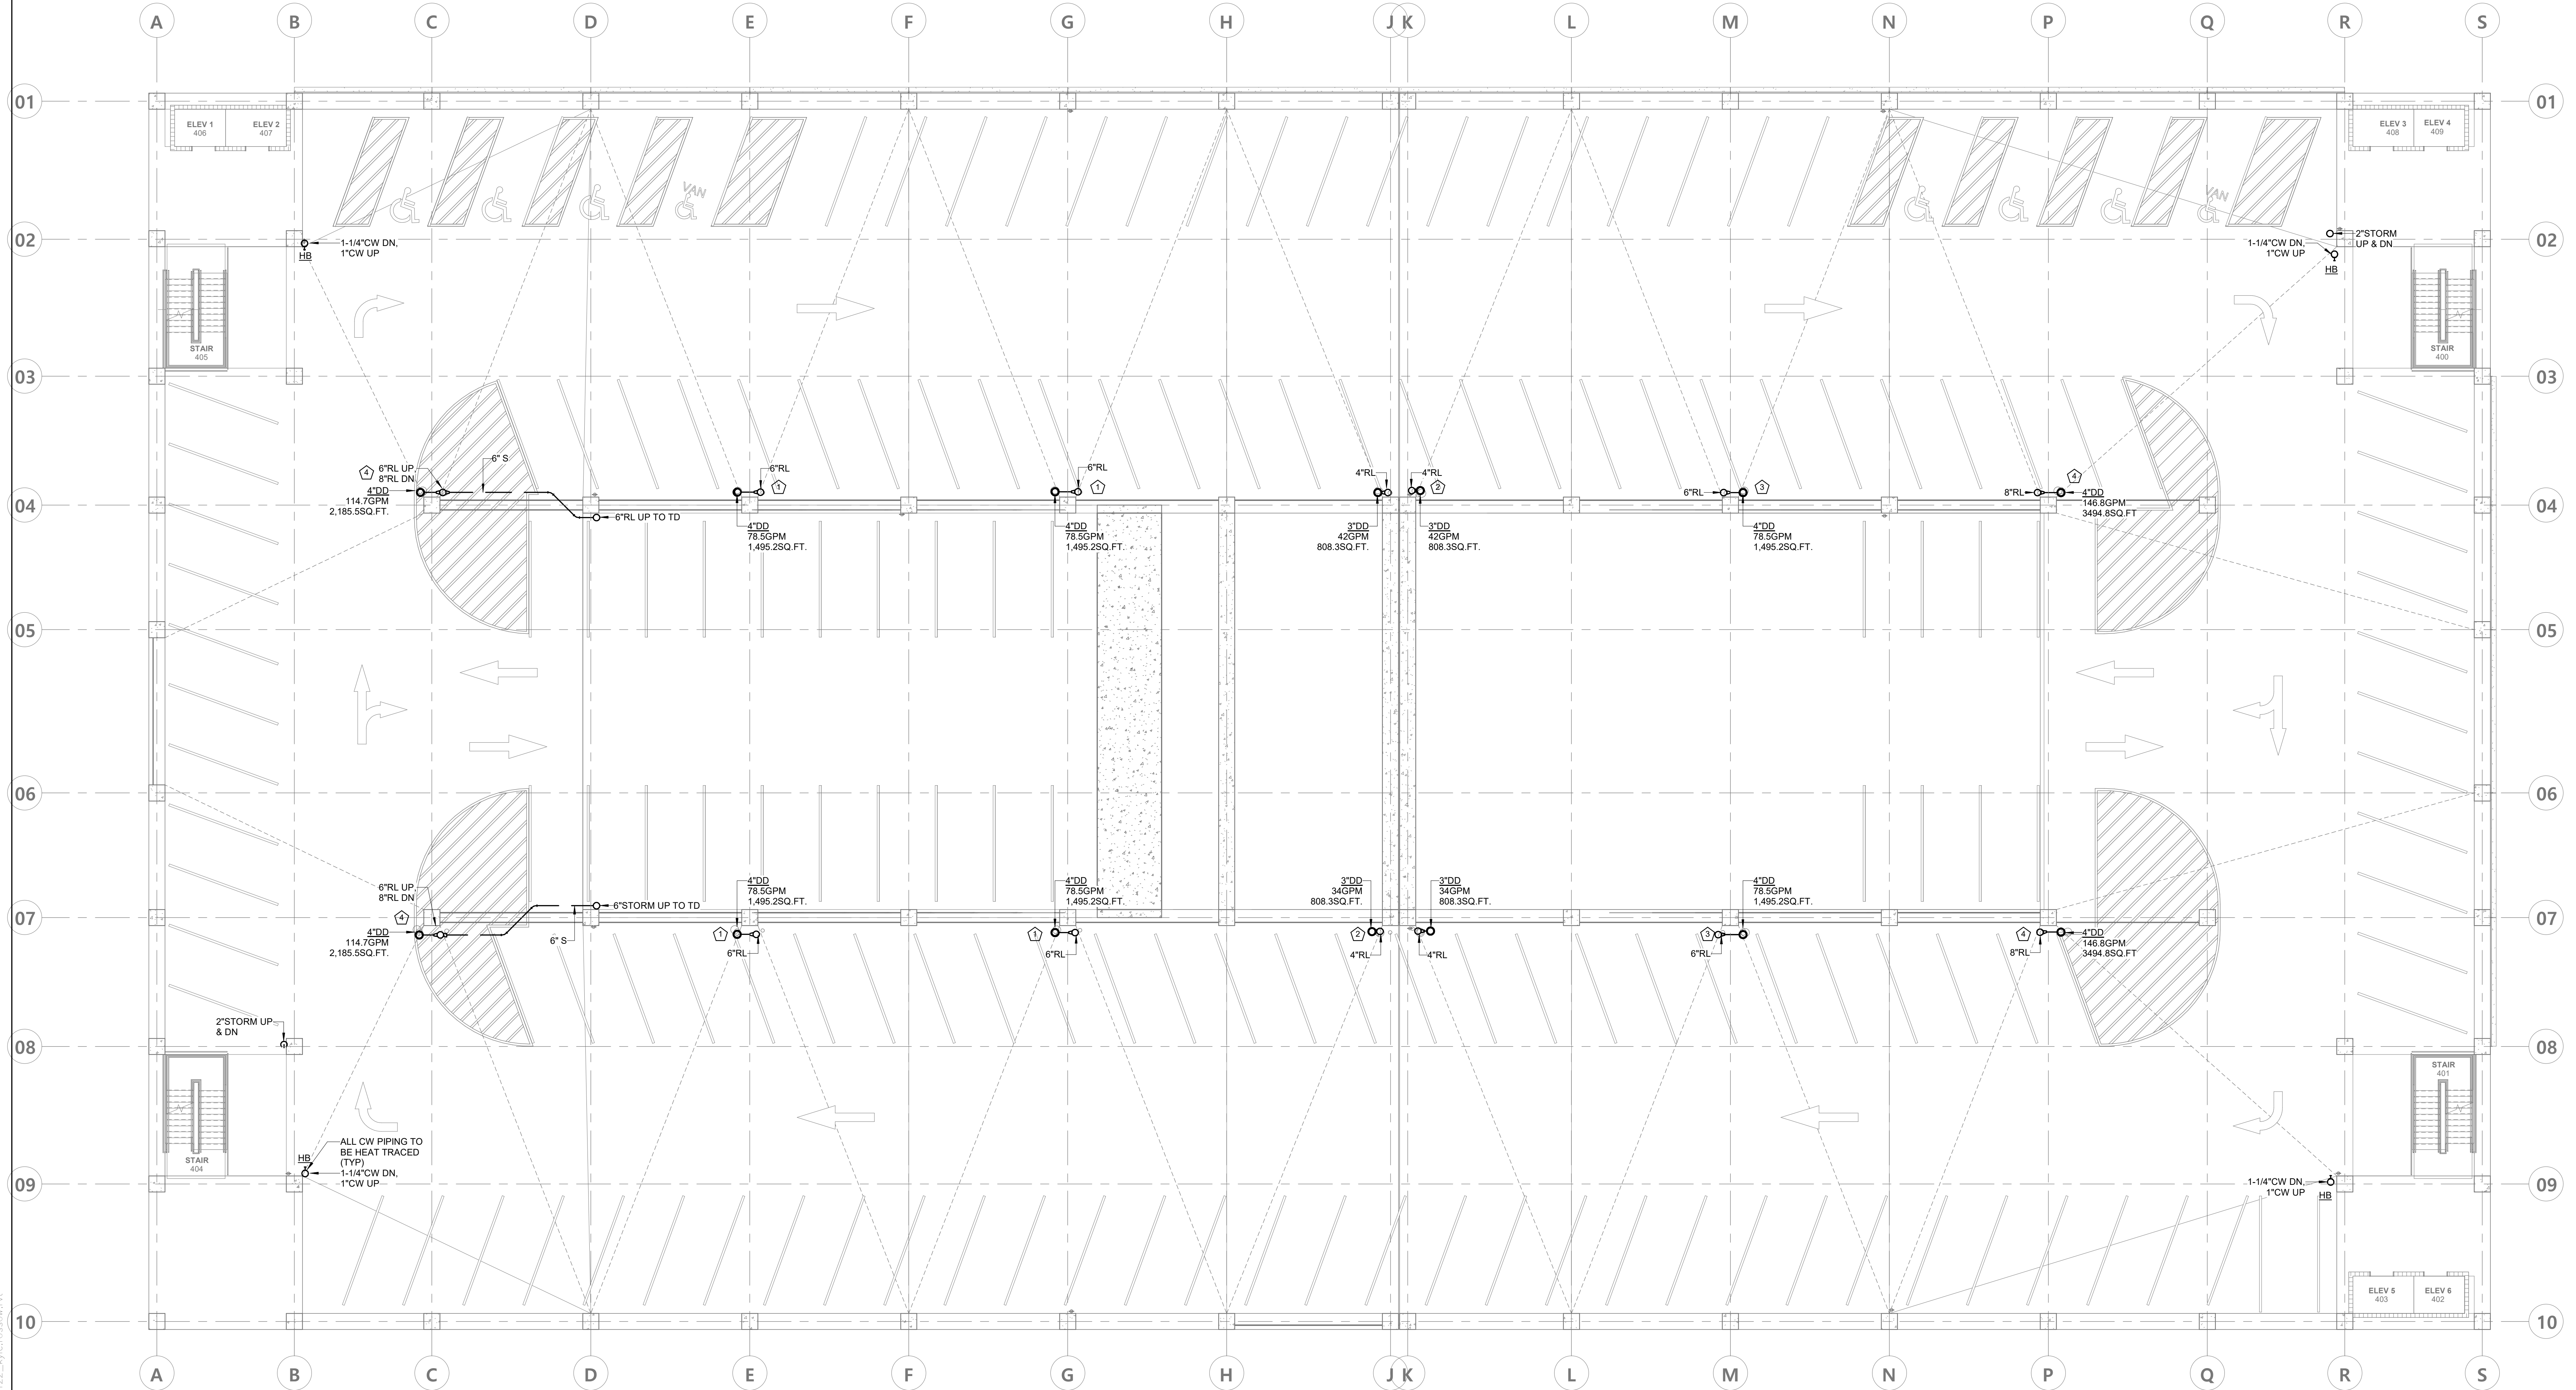 A B C D E F G H J K L M N P Q R S
01 01
ELEV 1
406
ELEV 2
407
ELEV 3
408
ELEV 4
409
VAN
VAN
02 02
1-1/4"CW DN,
1"CW UP
HB
2"STORM
UP & DN
1-1/4"CW DN,
1"CW UP
HB
STAIR
405
STAIR
400
03 03
4
6"RL UP,
8"RL DN
4"DD
114.7GPM
2,185.5SQ.FT.
6" S
6"RL UP TO TD
6"RL
1
4"DD
78.5GPM
1,495.2SQ.FT.
6"RL
1
4"DD
78.5GPM
1,495.2SQ.FT.
4"RL
3"DD
42GPM
808.3SQ.FT.
4"RL
2
3"DD
42GPM
808.3SQ.FT.
6"RL
3
4"DD
78.5GPM
1,495.2SQ.FT.
8"RL
4
4"DD
146.8GPM
3494.8SQ.FT
04 04
05 05
06 06
6"RL UP,
8"RL DN
4
4"DD
114.7GPM
2,185.5SQ.FT.
6"STORM UP TO TD
6" S
4"DD
78.5GPM
1,495.2SQ.FT.
1
6"RL
4"DD
78.5GPM
1,495.2SQ.FT.
1
6"RL
3"DD
34GPM
808.3SQ.FT.
2
4"RL
3"DD
34GPM
808.3SQ.FT.
4"RL
4"DD
78.5GPM
1,495.2SQ.FT.
3
6"RL
4
8"RL
4"DD
146.8GPM
3494.8SQ.FT
07 07
2"STORM UP
& DN
08 08
STAIR
401
STAIR
404
ALL CW PIPING TO
BE HEAT TRACED
(TYP)
HB
1-1/4"CW DN,
1"CW UP
1-1/4"CW DN,
1"CW UP
HB
09 09
ELEV 5
403
ELEV 6
402
10 10
A B C D E F G H J K L M N P Q R S